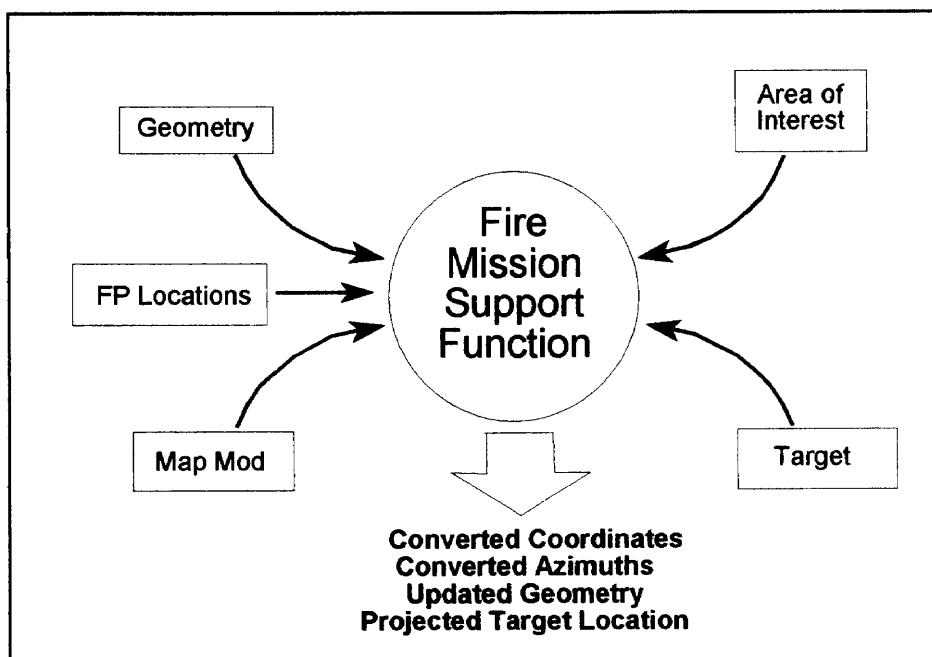 Geometry
Area of
Interest
FP Locations
Fire
Mission
Support
Function
Map Mod
Target
Converted Coordinates
Converted Azimuths
Updated Geometry
Projected Target Location